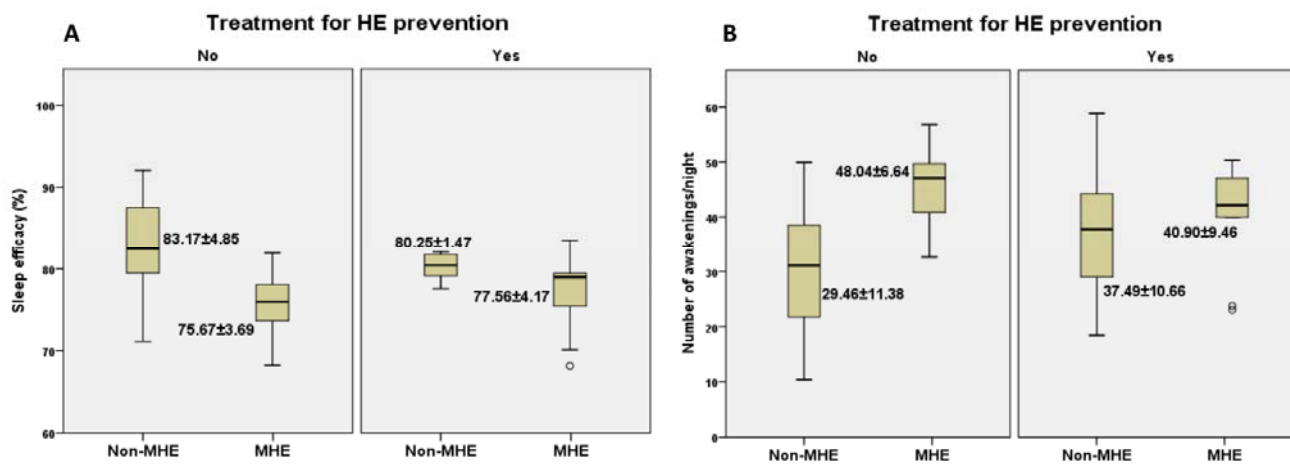 A
Treatment for HE prevention
No
Yes
Sleep efficacy (%)
100
90
80
70
60
83.17±4.85
75.67±3.69
80.25±1.47
77.56±4.17
Non-MHE
MHE
Non-MHE
MHE
B
Treatment for HE prevention
No
Yes
Number of awakenings/night
60
50
40
30
20
10
0
29.46±11.38
48.04±6.64
37.49±10.66
40.90±9.46
Non-MHE
MHE
Non-MHE
MHE